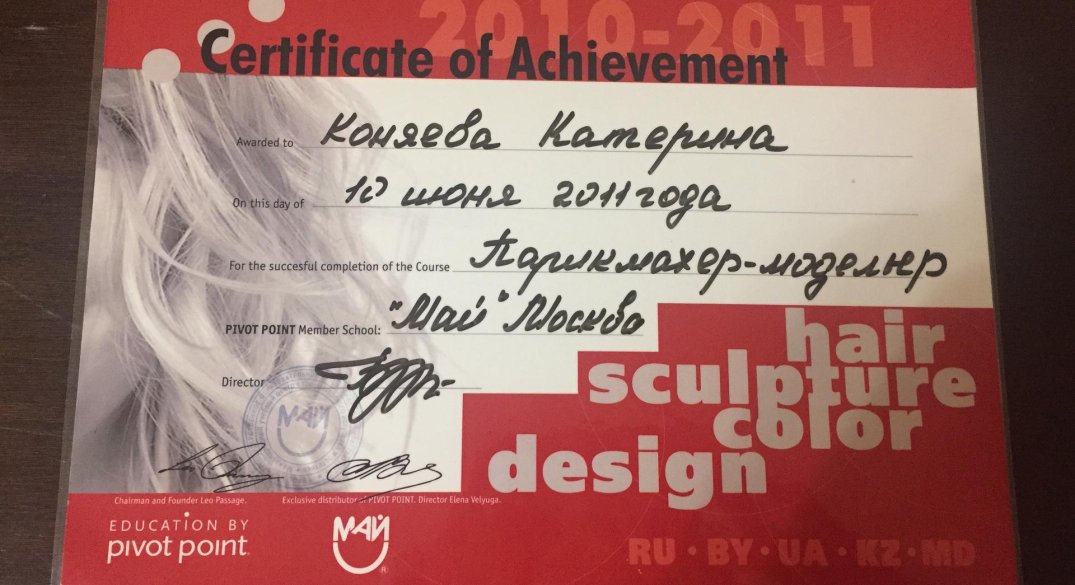 2010-2011
Certificate of Achievement
Awarded to Коняева Катерина
On this day of 10 июня 2011 года
For the succesful completion of the Course Парикмахер-модельер
PIVOT POINT Member School: "Май" Москва
Director
МАЙ
hair
sculpture
color
design
Chairman and Founder Leo Passage.
Exclusive distributor of PIVOT POINT. Director Elena Velyuga.
EDUCATION BY
pivot point
МАЙ
RU · BY · UA · KZ · MD